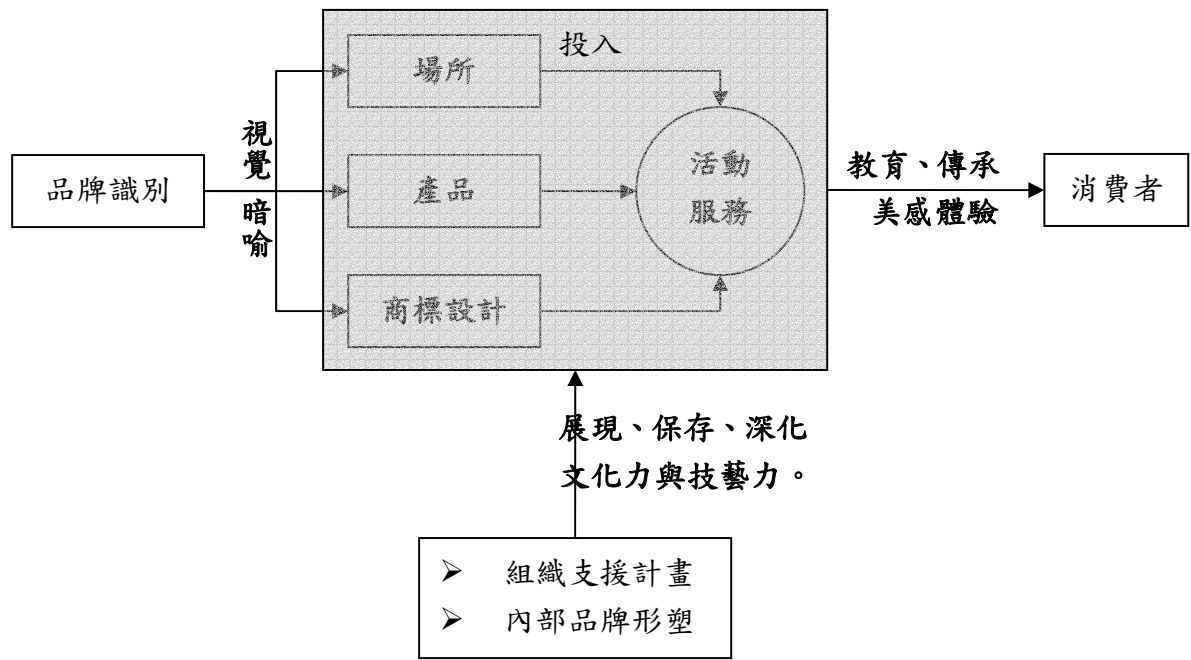 投入
場所
視覺
暗喻
品牌識別
產品
活動
服務
教育、傳承
美感體驗
消費者
商標設計
展現、保存、深化
文化力與技藝力。
➢ 組織支援計畫
➢ 內部品牌形塑